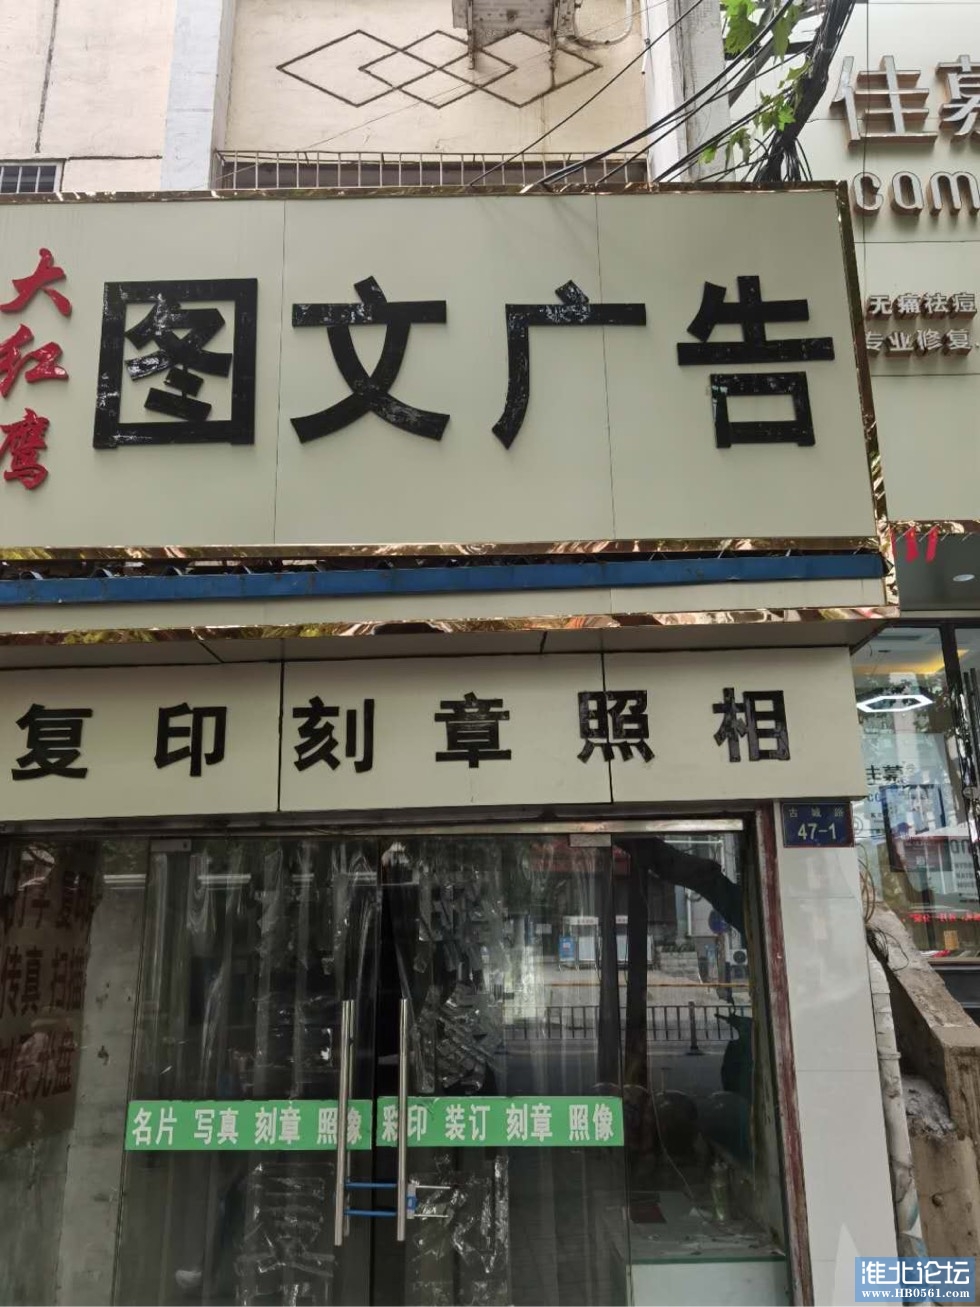 大红鹰
图文广告
佳
cam
无痛祛痘
专业修复
复印刻章照相
古城路
47-1
传真 扫描
名片 写真 刻章 照像
彩印 装订 刻章 照像
淮北论坛
www.HB0561.com